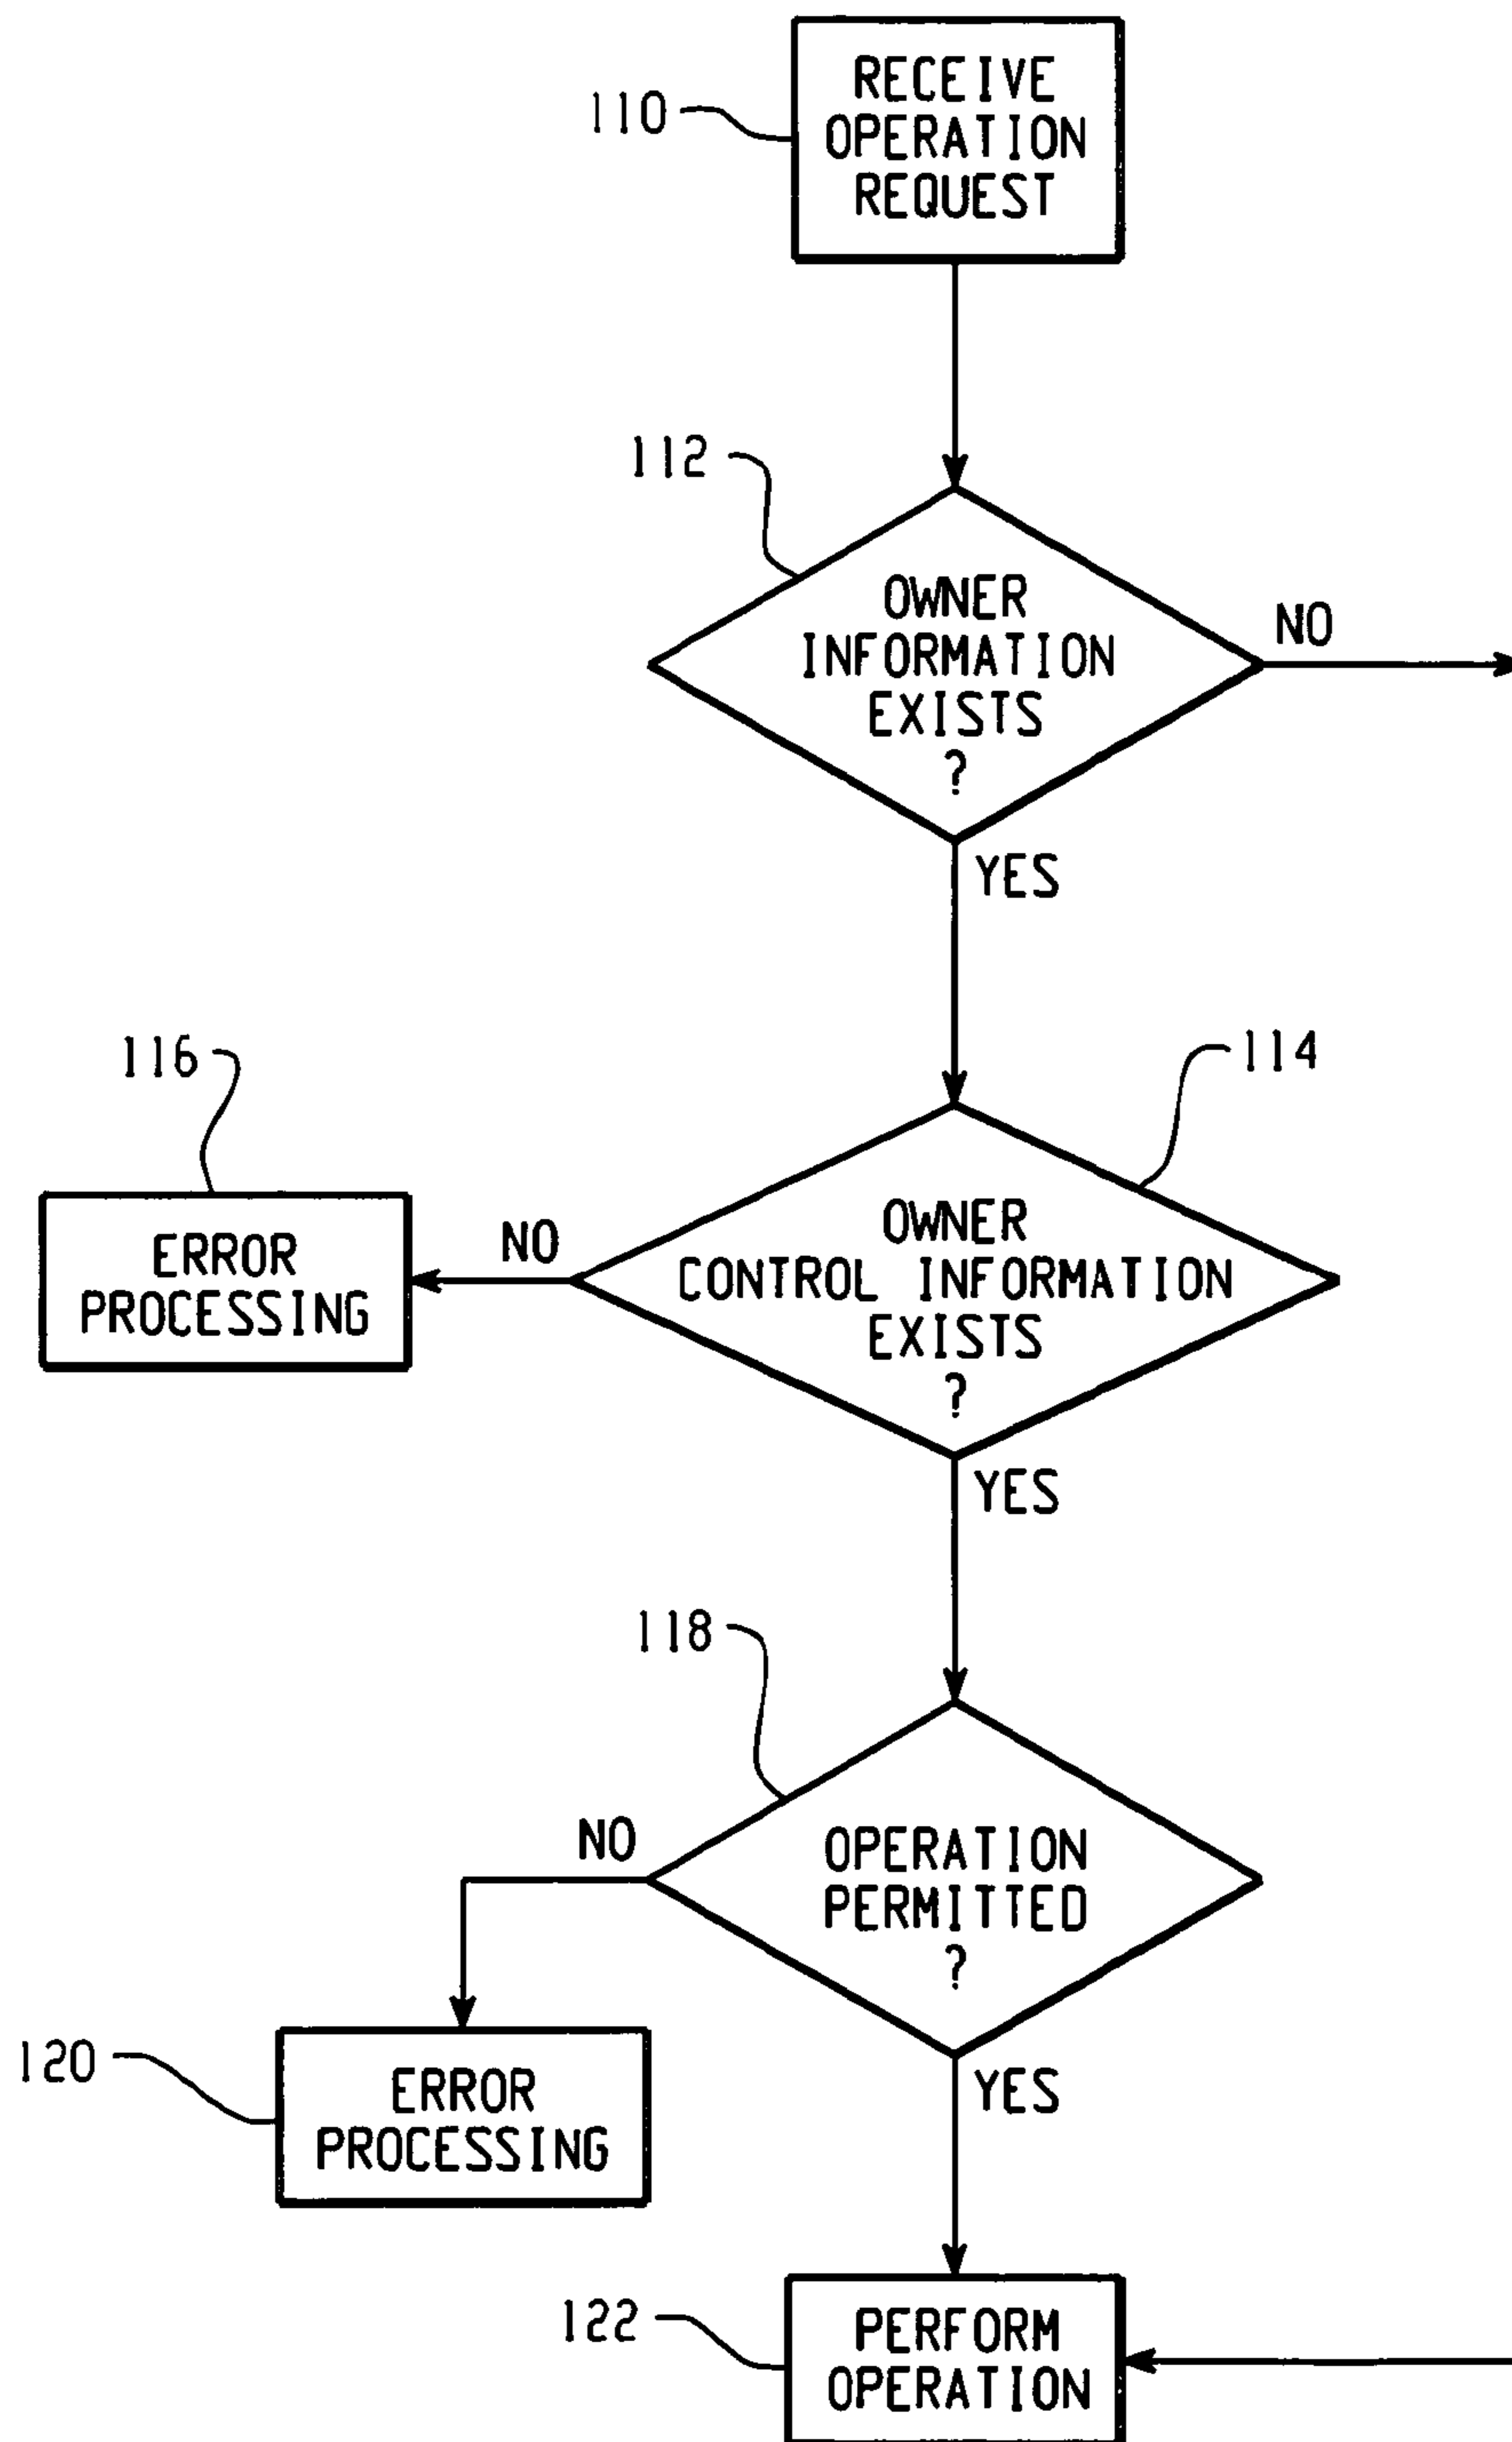 110
RECEIVE
OPERATION
REQUEST
112
OWNER
INFORMATION
EXISTS
?
NO
YES
116
114
ERROR
PROCESSING
NO
OWNER
CONTROL INFORMATION
EXISTS
?
YES
118
NO
OPERATION
PERMITTED
?
120
ERROR
PROCESSING
YES
122
PERFORM
OPERATION